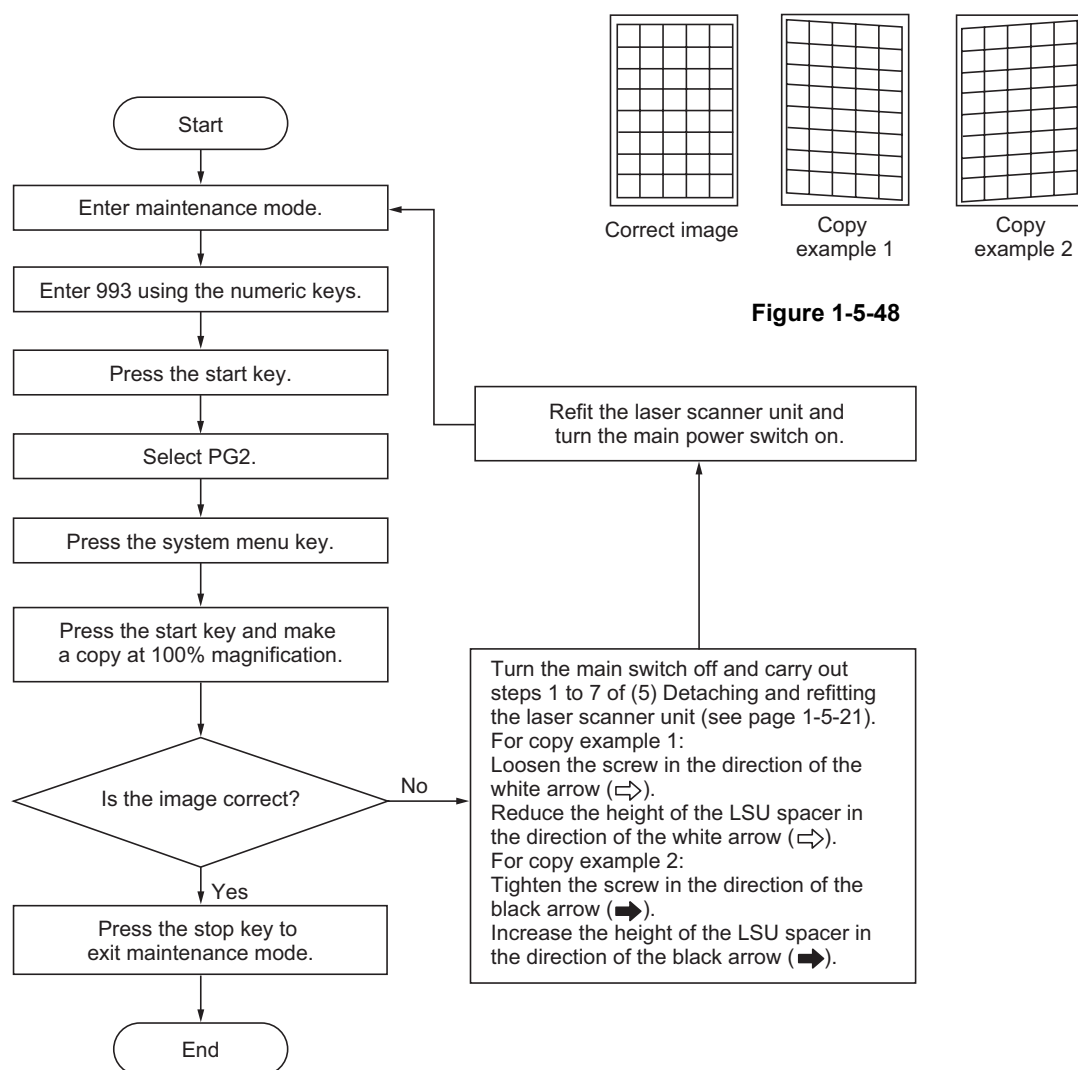 Correct image
Copy
example 1
Copy
example 2
Figure 1-5-48
Start
Enter maintenance mode.
Enter 993 using the numeric keys.
Press the start key.
Select PG2.
Press the system menu key.
Press the start key and make
a copy at 100% magnification.
Is the image correct?
No
Yes
Press the stop key to
exit maintenance mode.
End
Refit the laser scanner unit and
turn the main power switch on.
Turn the main switch off and carry out
steps 1 to 7 of (5) Detaching and refitting
the laser scanner unit (see page 1-5-21).
For copy example 1:
Loosen the screw in the direction of the
white arrow (⇨).
Reduce the height of the LSU spacer in
the direction of the white arrow (⇨).
For copy example 2:
Tighten the screw in the direction of the
black arrow (➡).
Increase the height of the LSU spacer in
the direction of the black arrow (➡).